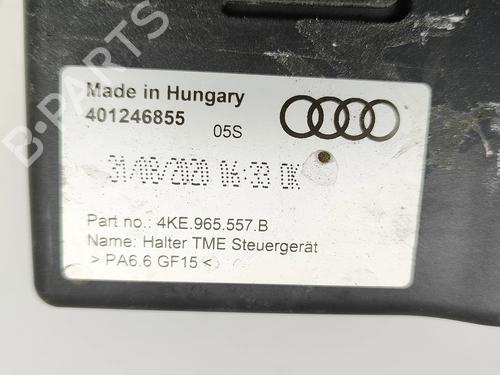 B-PARTS
Made in Hungary
401246855
05S
31/08/2020 06:33 OK
Part no.: 4KE.965.557.B
Name: Halter TME Steuergerät
> PA6.6 GF15 <